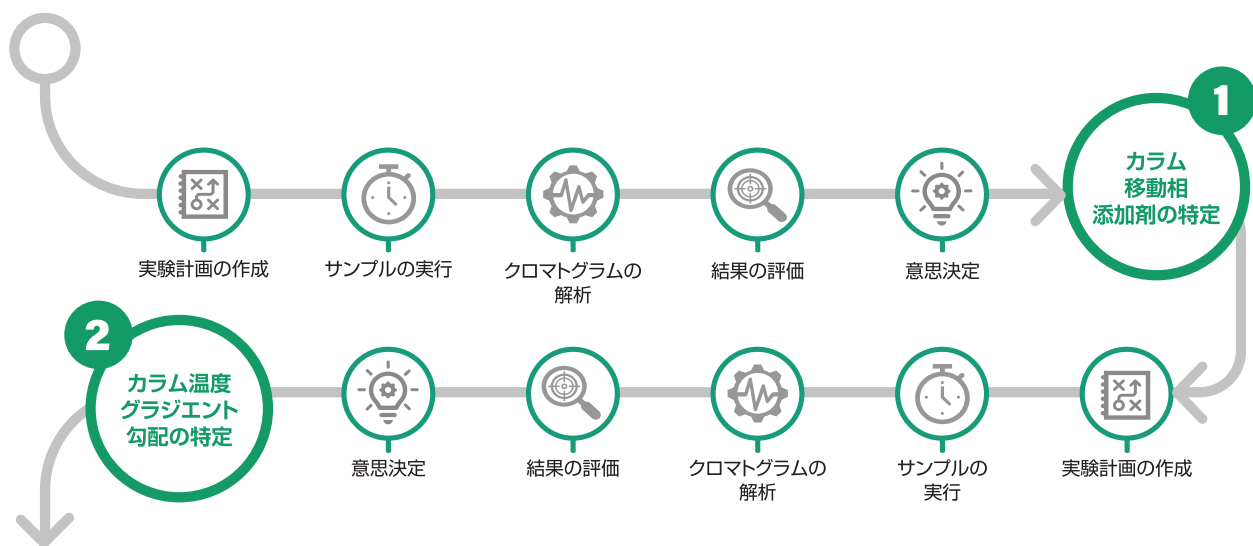 1
カラム
移動相
添加剤の特定
実験計画の作成
サンプルの実行
クロマトグラムの
解析
結果の評価
意思決定
2
カラム温度
グラジエント
勾配の特定
意思決定
結果の評価
クロマトグラムの
解析
サンプルの
実行
実験計画の作成